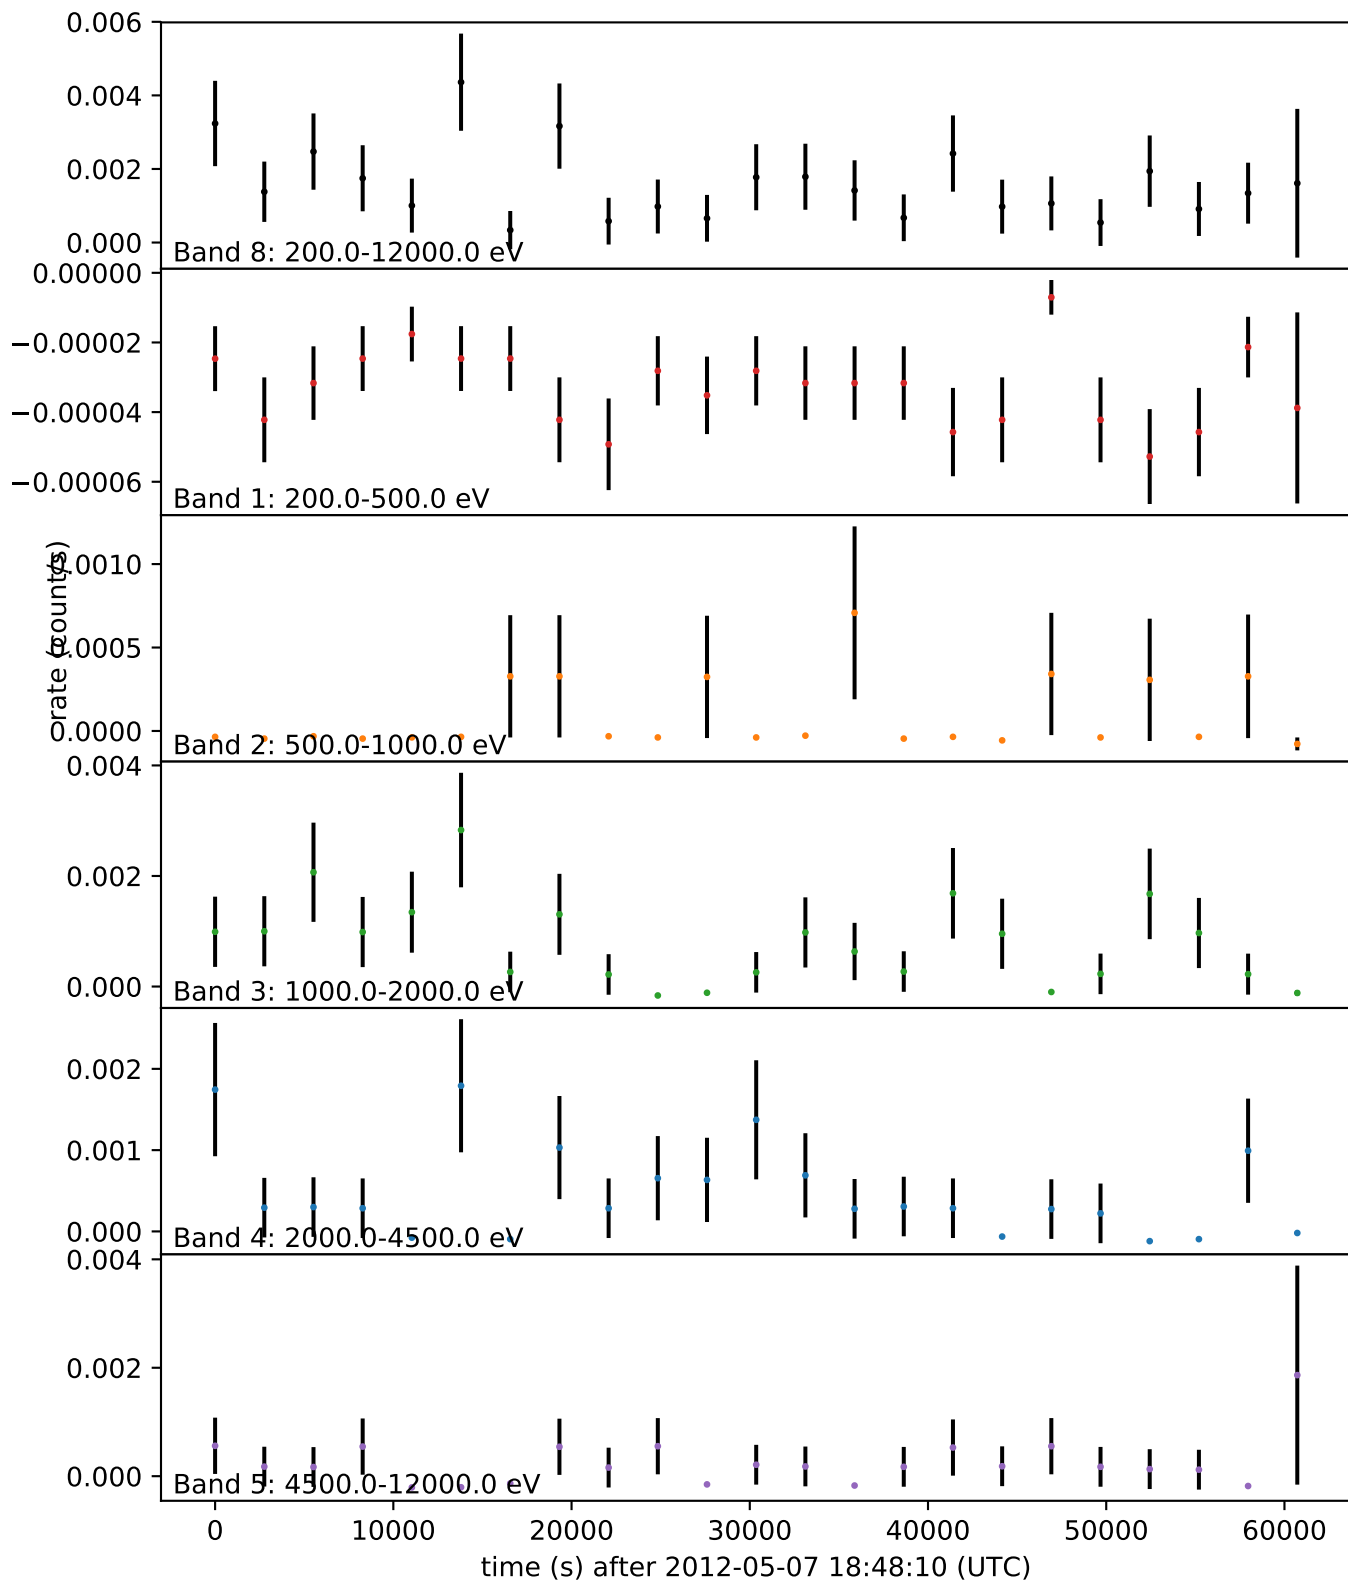 0.006
0.004
0.002
0.000
Band 8: 200.0-12000.0 eV
0.00000
−0.00002
−0.00004
−0.00006
Band 1: 200.0-500.0 eV
orate (count/s)
0.0010
0.0005
0.0000
Band 2: 500.0-1000.0 eV
0.004
0.002
0.000
Band 3: 1000.0-2000.0 eV
0.002
0.001
0.000
Band 4: 2000.0-4500.0 eV
0.004
0.002
0.000
Band 5: 4500.0-12000.0 eV
0 10000 20000 30000 40000 50000 60000
time (s) after 2012-05-07 18:48:10 (UTC)